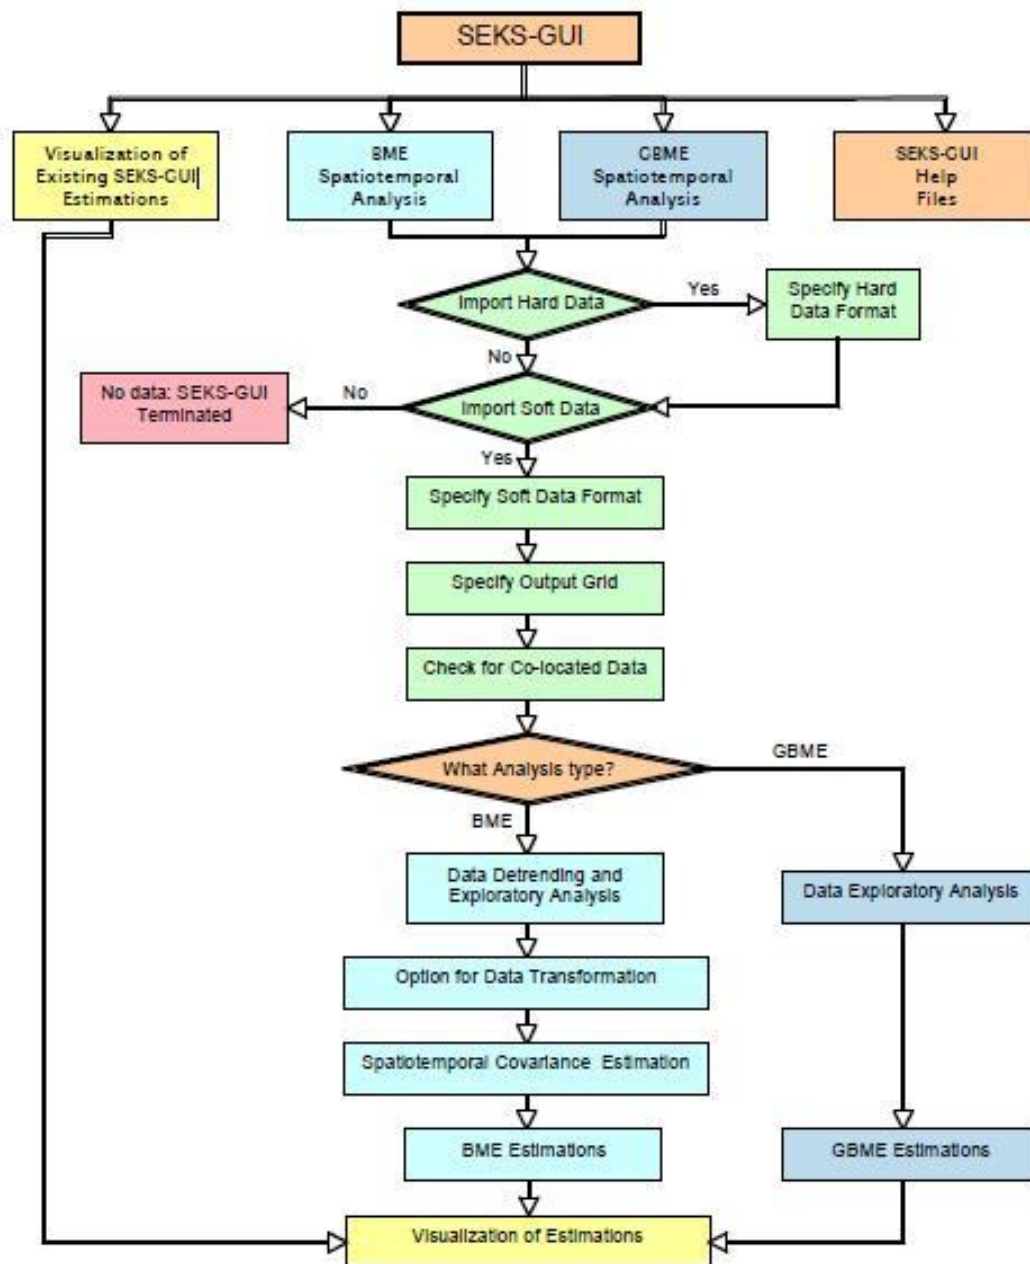 SEKS-GUI
Visualization of
Existing SEKS-GUI
Estimations
BME
Spatiotemporal
Analysis
GBME
Spatiotemporal
Analysis
SEKS-GUI
Help
Files
Import Hard Data
Yes
Specify Hard
Data Format
No
Import Soft Data
No
No data: SEKS-GUI
Terminated
Yes
Specify Soft Data Format
Specify Output Grid
Check for Co-located Data
What Analysis type?
GBME
BME
Data Detrending and
Exploratory Analysis
Data Exploratory Analysis
Option for Data Transformation
Spatiotemporal Covariance Estimation
BME Estimations
GBME Estimations
Visualization of Estimations